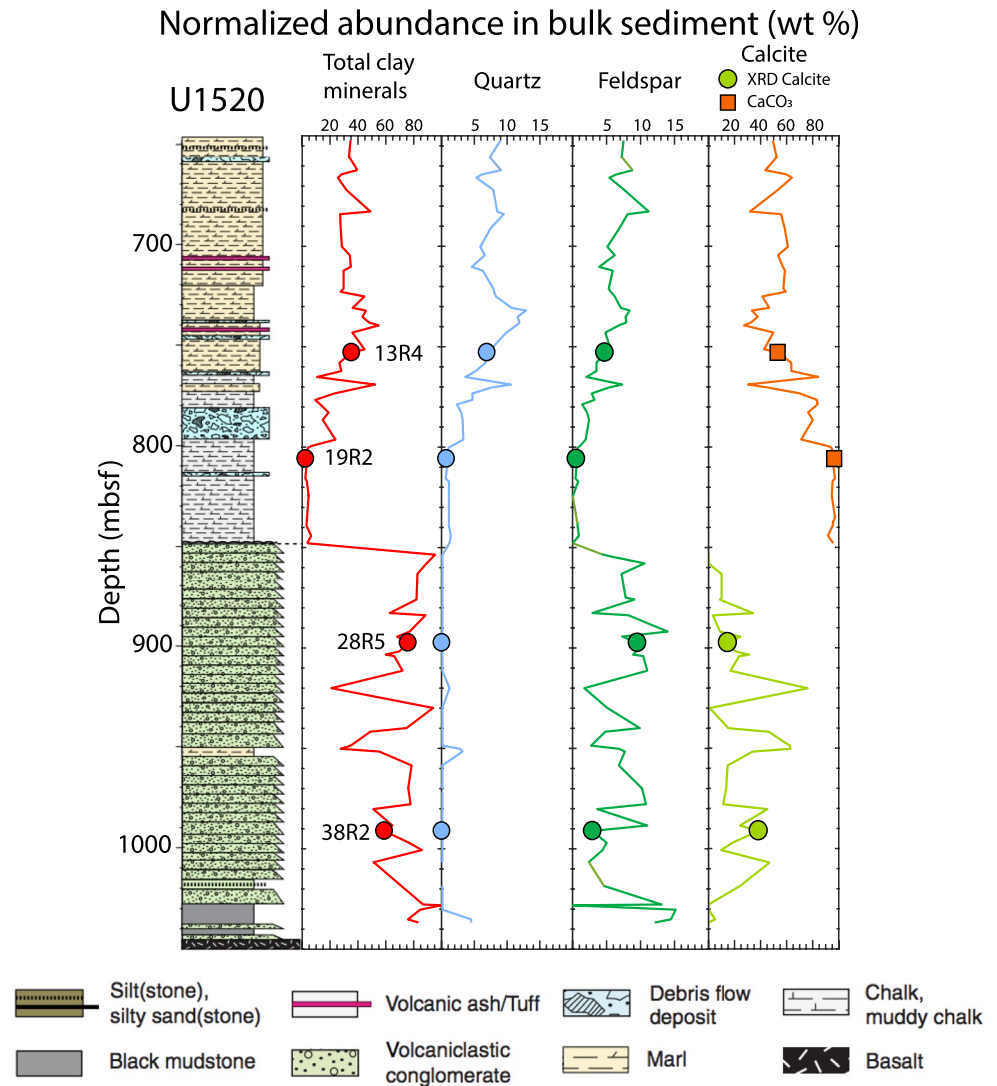 Normalized abundance in bulk sediment (wt %)
U1520
Total clay
minerals
Quartz
Feldspar
Calcite
XRD Calcite
CaCO₃
20 40 60 80
5 10 15
5 10 15
20 40 60 80
Depth (mbsf)
700
13R4
800
19R2
900
28R5
1000
38R2
Silt(stone),
silty sand(stone)
Volcanic ash/Tuff
Debris flow
deposit
Chalk,
muddy chalk
Black mudstone
Volcaniclastic
conglomerate
Marl
Basalt